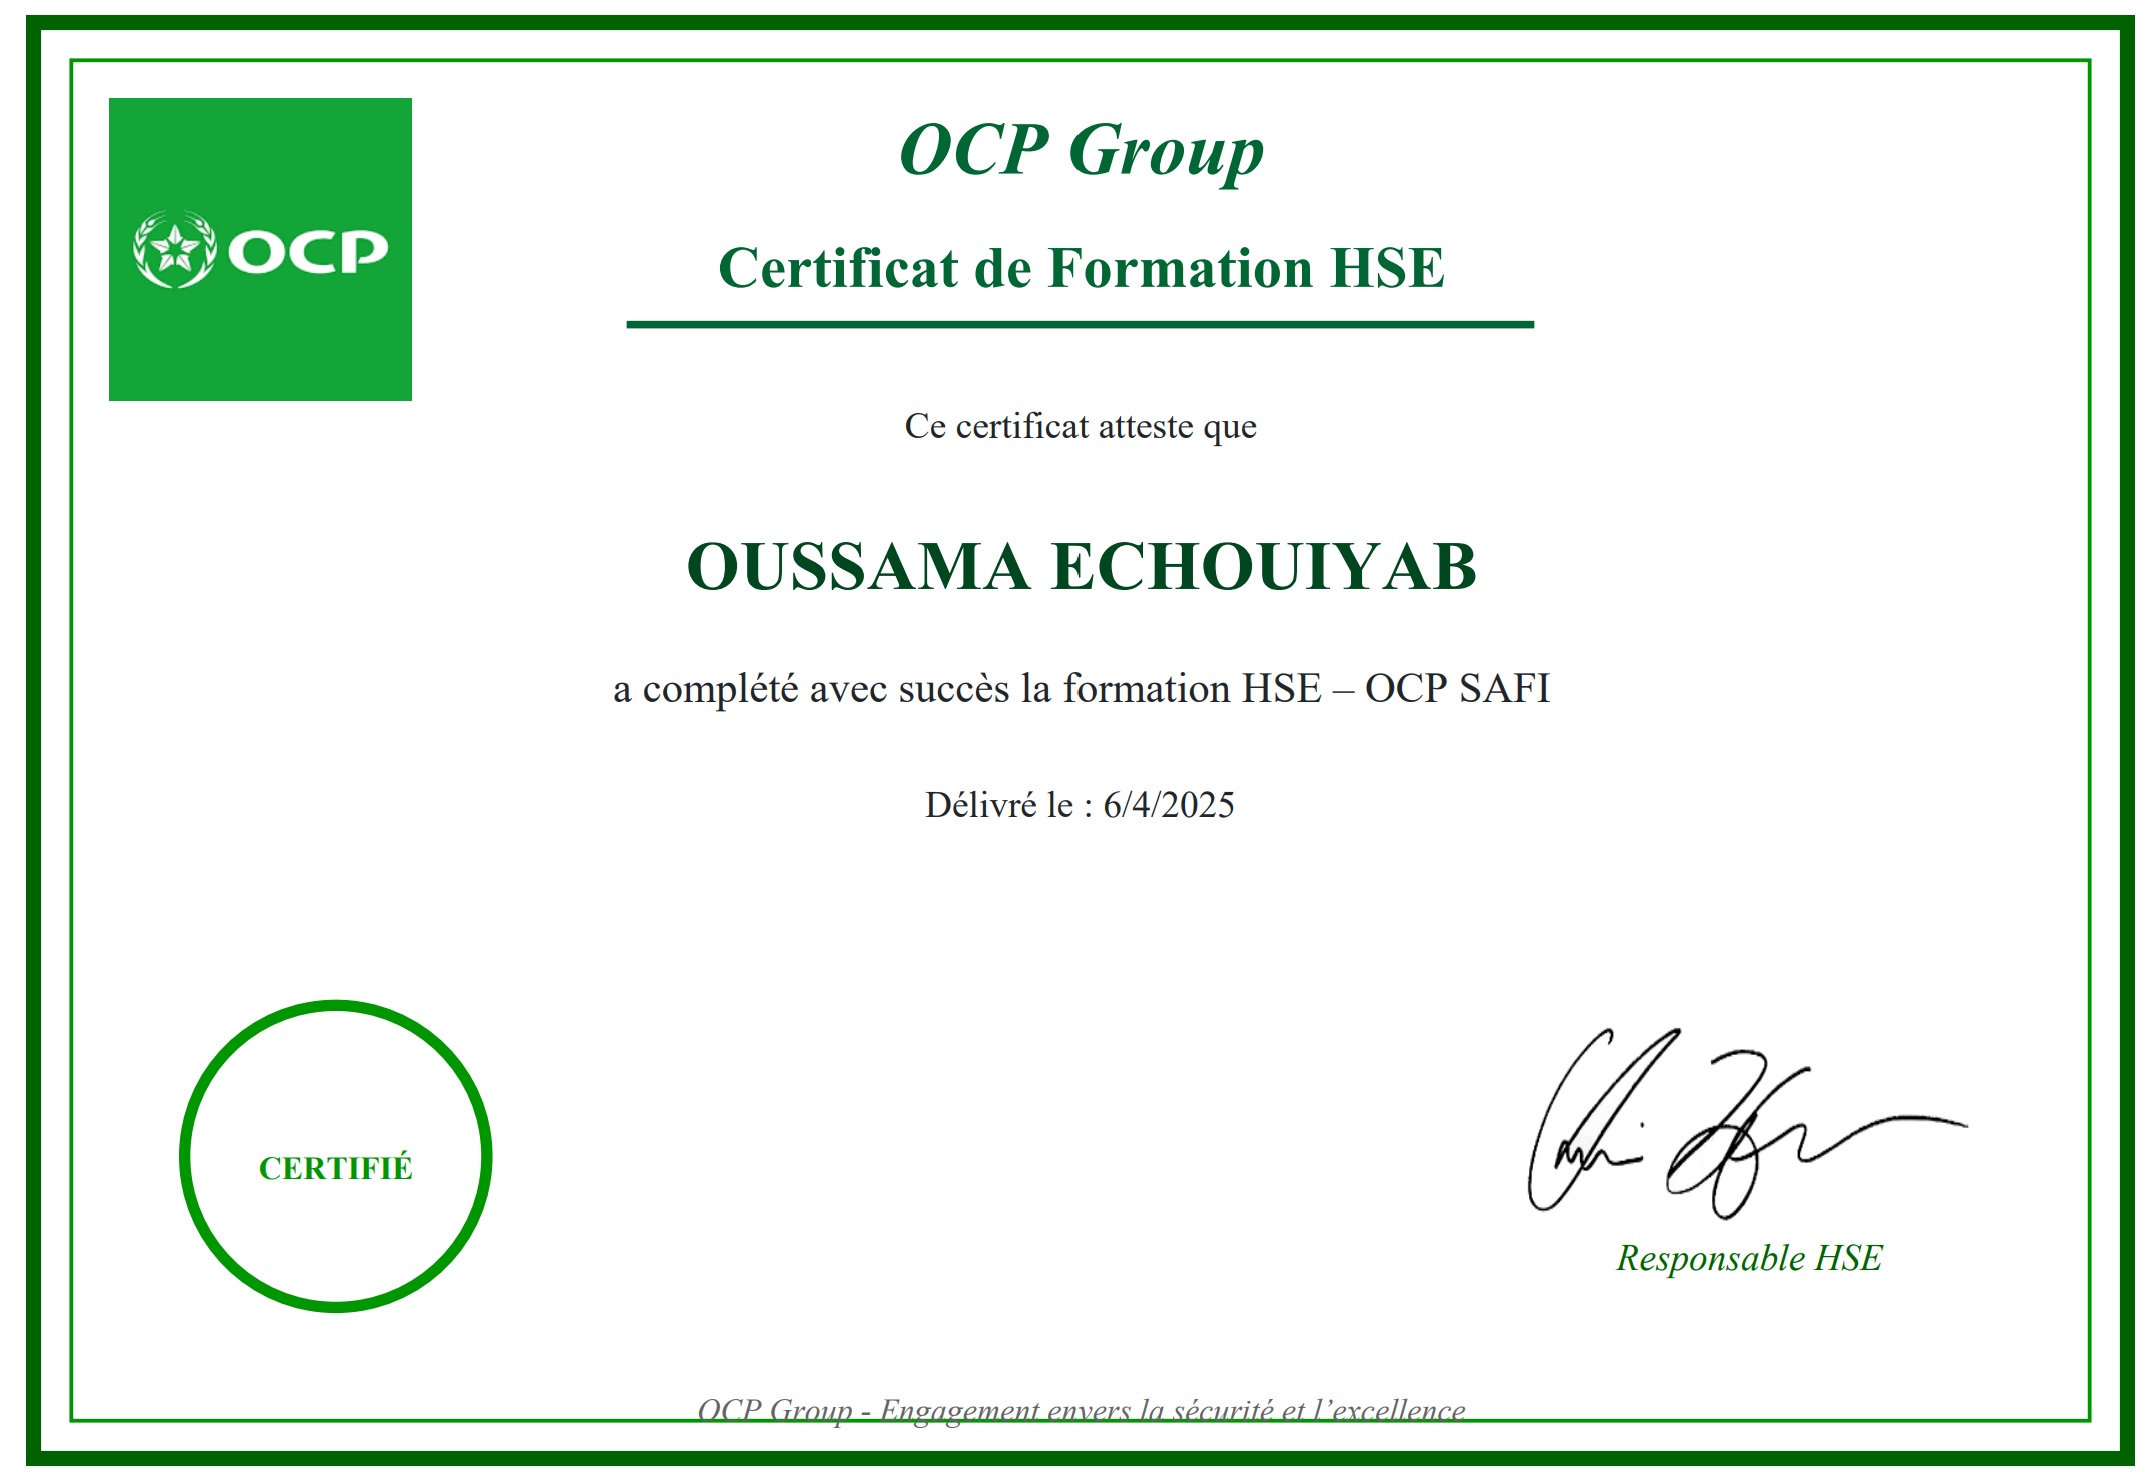 OCP
OCP Group
Certificat de Formation HSE
Ce certificat atteste que
OUSSAMA ECHOUIYAB
a complété avec succès la formation HSE – OCP SAFI
Délivré le : 6/4/2025
CERTIFIÉ
Responsable HSE
OCP Group - Engagement envers la sécurité et l’excellence